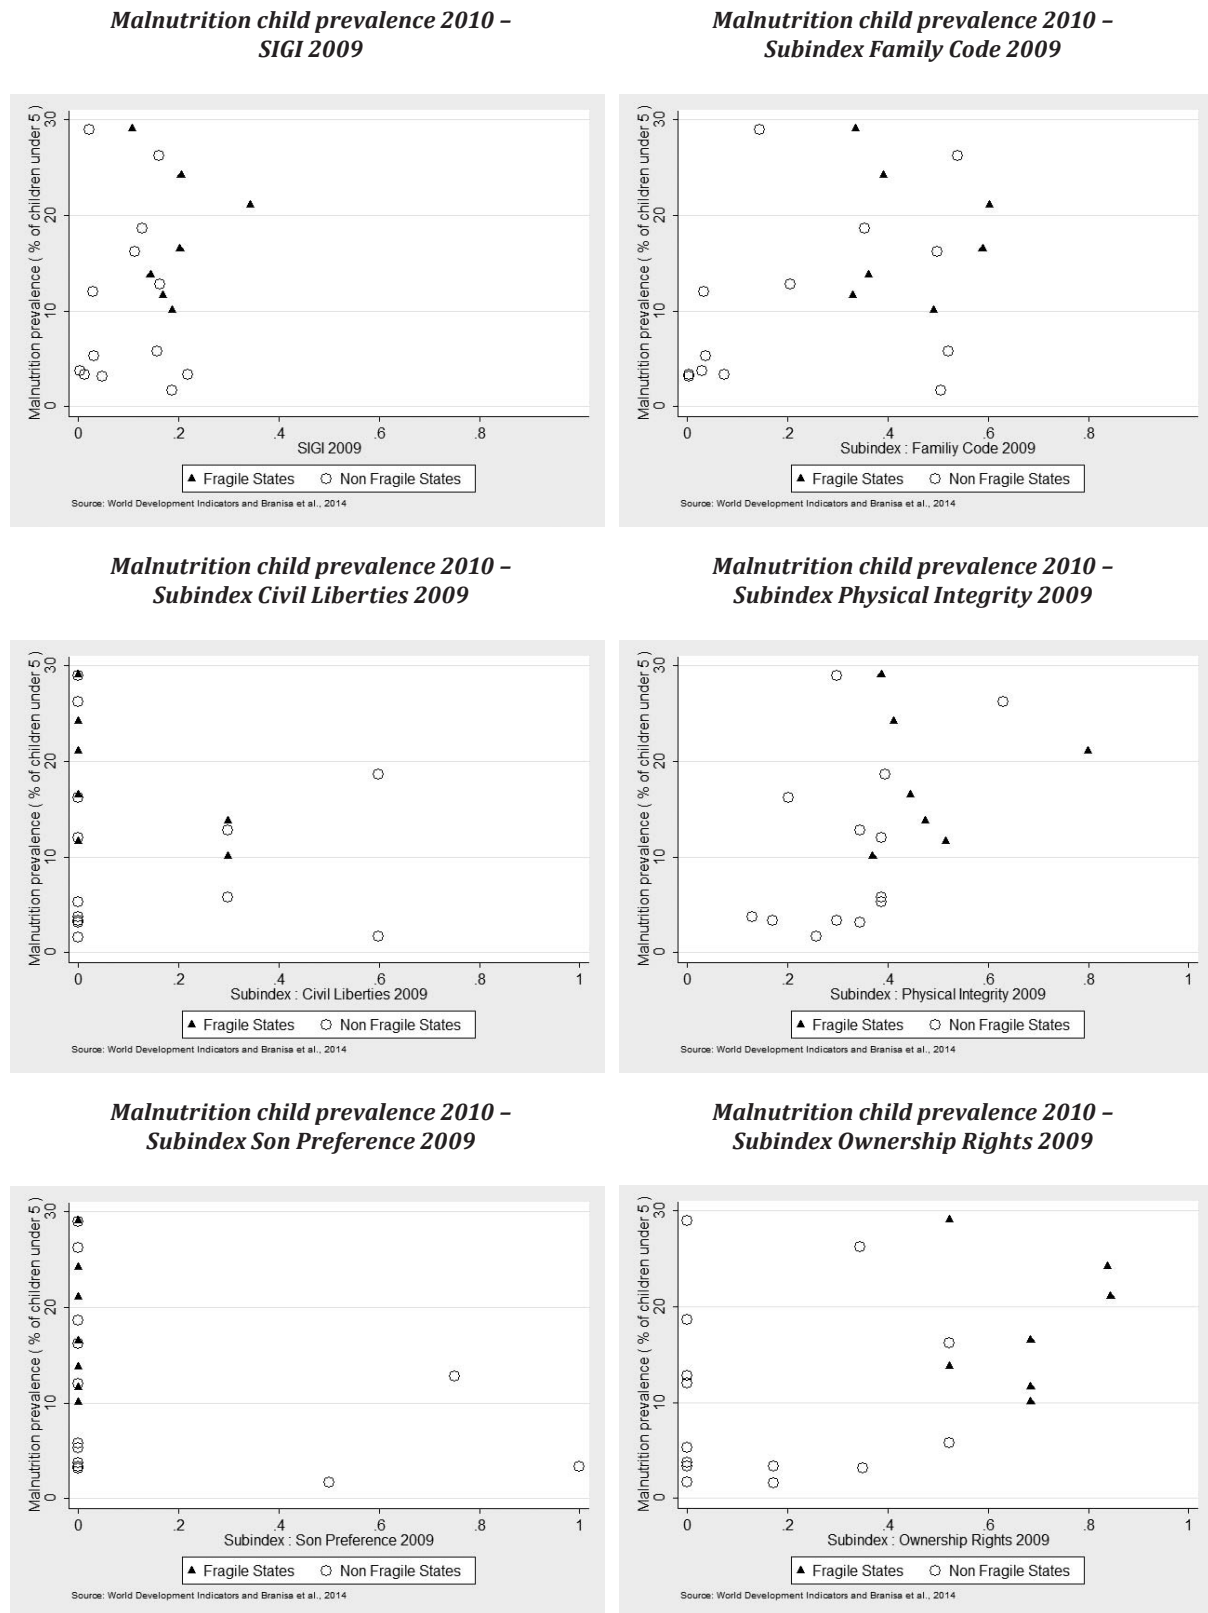 Malnutrition child prevalence 2010 –
SIGI 2009
Malnutrition prevalence ( % of children under 5 )
30
20
10
0
0 .2 .4 .6 .8
SIGI 2009
Fragile States Non Fragile States
Source: World Development Indicators and Branisa et al., 2014
Malnutrition child prevalence 2010 –
Subindex Family Code 2009
Malnutrition prevalence ( % of children under 5 )
30
20
10
0
0 .2 .4 .6 .8
Subindex : Familiy Code 2009
Fragile States Non Fragile States
Source: World Development Indicators and Branisa et al., 2014
Malnutrition child prevalence 2010 –
Subindex Civil Liberties 2009
Malnutrition prevalence ( % of children under 5 )
30
20
10
0
0 .2 .4 .6 .8 1
Subindex : Civil Liberties 2009
Fragile States Non Fragile States
Source: World Development Indicators and Branisa et al., 2014
Malnutrition child prevalence 2010 –
Subindex Physical Integrity 2009
Malnutrition prevalence ( % of children under 5 )
30
20
10
0
0 .2 .4 .6 .8 1
Subindex : Physical Integrity 2009
Fragile States Non Fragile States
Source: World Development Indicators and Branisa et al., 2014
Malnutrition child prevalence 2010 –
Subindex Son Preference 2009
Malnutrition prevalence ( % of children under 5 )
30
20
10
0
0 .2 .4 .6 .8 1
Subindex : Son Preference 2009
Fragile States Non Fragile States
Source: World Development Indicators and Branisa et al., 2014
Malnutrition child prevalence 2010 –
Subindex Ownership Rights 2009
Malnutrition prevalence ( % of children under 5 )
30
20
10
0
0 .2 .4 .6 .8 1
Subindex : Ownership Rights 2009
Fragile States Non Fragile States
Source: World Development Indicators and Branisa et al., 2014